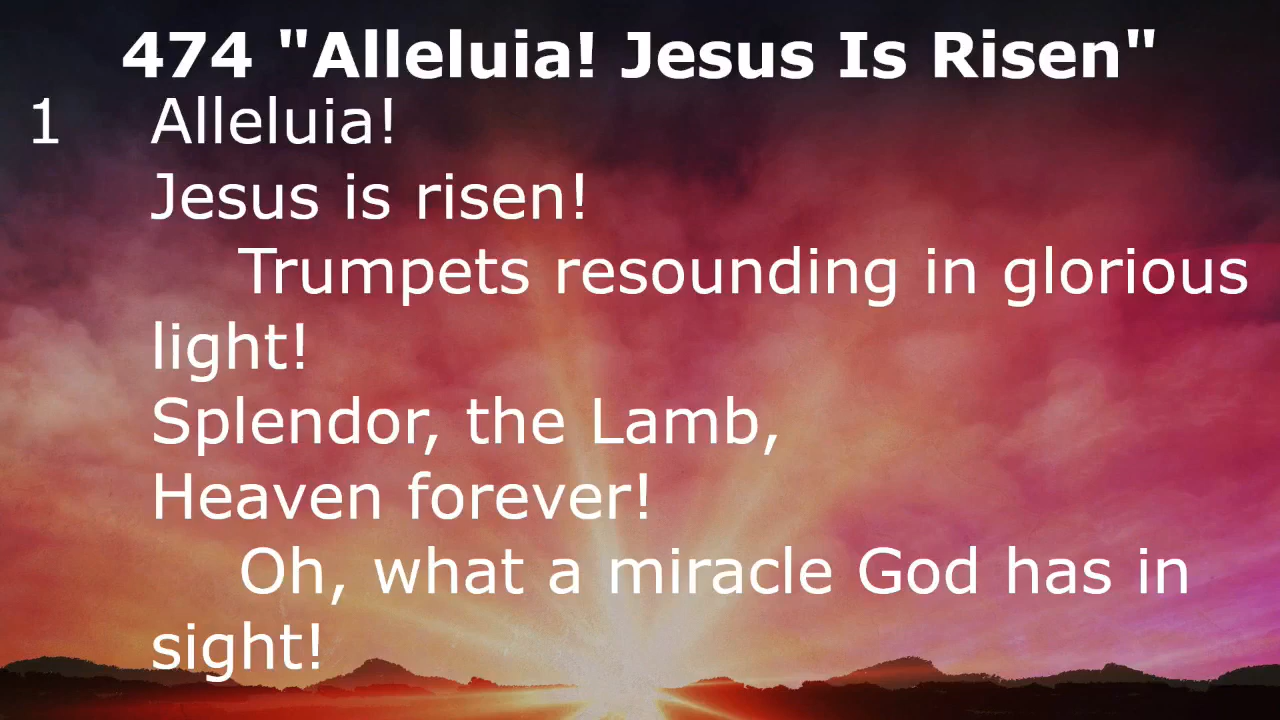 474 "Alleluia! Jesus Is Risen"
1 Alleluia!
Jesus is risen!
Trumpets resounding in glorious
light!
Splendor, the Lamb,
Heaven forever!
Oh, what a miracle God has in
sight!